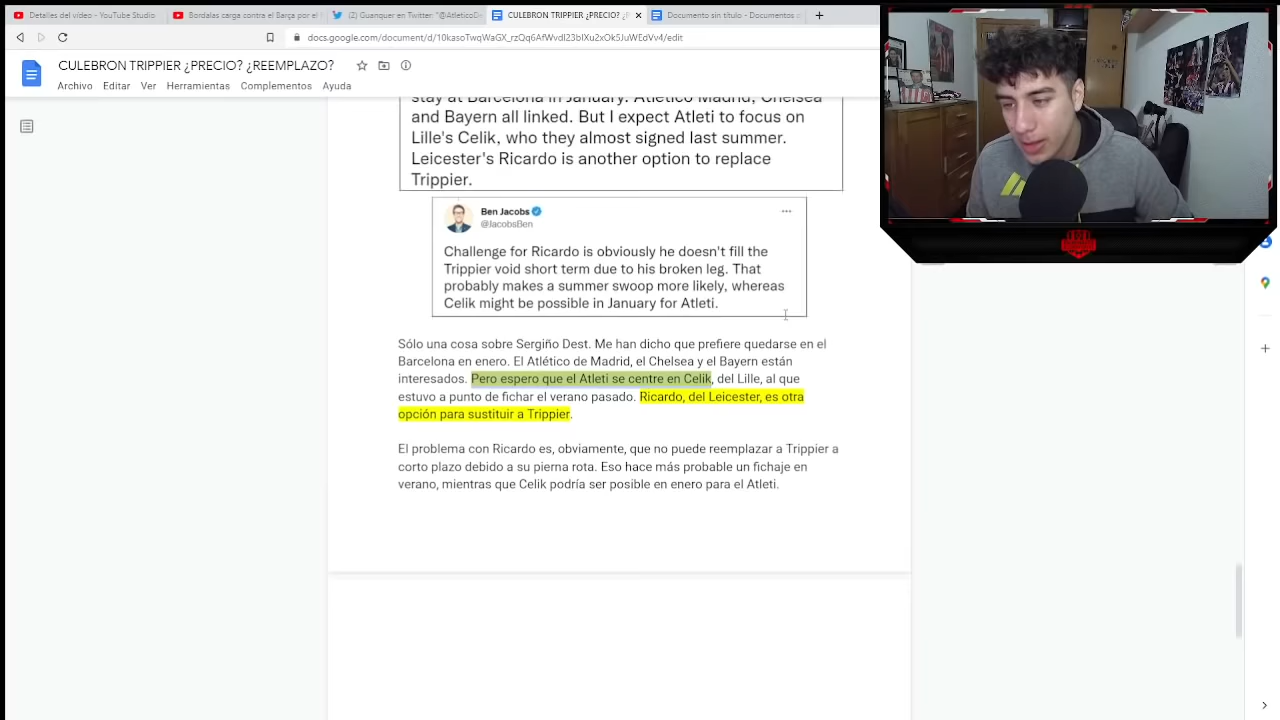 Detalles del vídeo - YouTube Studio
Bordalas carga contra el Barça por el
Guanquer en Twitter: "@AtleticoD
CULEBRON TRIPPIER ¿PRECIO? ¿
Documento sin título - Documentos
docs.google.com/document/d/10kasoTwqWaGX_rzQq6AfWvdI23bIXu2xOk5JuWEdVv4/edit
CULEBRON TRIPPIER ¿PRECIO? ¿REEMPLAZO?
Archivo Editar Ver Herramientas Complementos Ayuda
stay at Barcelona in January. Atletico Madrid, Chelsea
and Bayern all linked. But I expect Atleti to focus on
Lille's Celik, who they almost signed last summer.
Leicester's Ricardo is another option to replace
Trippier.
Ben Jacobs
@JacobsBen
Challenge for Ricardo is obviously he doesn't fill the
Trippier void short term due to his broken leg. That
probably makes a summer swoop more likely, whereas
Celik might be possible in January for Atleti.
Sólo una cosa sobre Sergiño Dest. Me han dicho que prefiere quedarse en el
Barcelona en enero. El Atlético de Madrid, el Chelsea y el Bayern están
interesados. Pero espero que el Atleti se centre en Celik, del Lille, al que
estuvo a punto de fichar el verano pasado. Ricardo, del Leicester, es otra
opción para sustituir a Trippier.
El problema con Ricardo es, obviamente, que no puede reemplazar a Trippier a
corto plazo debido a su pierna rota. Eso hace más probable un fichaje en
verano, mientras que Celik podría ser posible en enero para el Atleti.